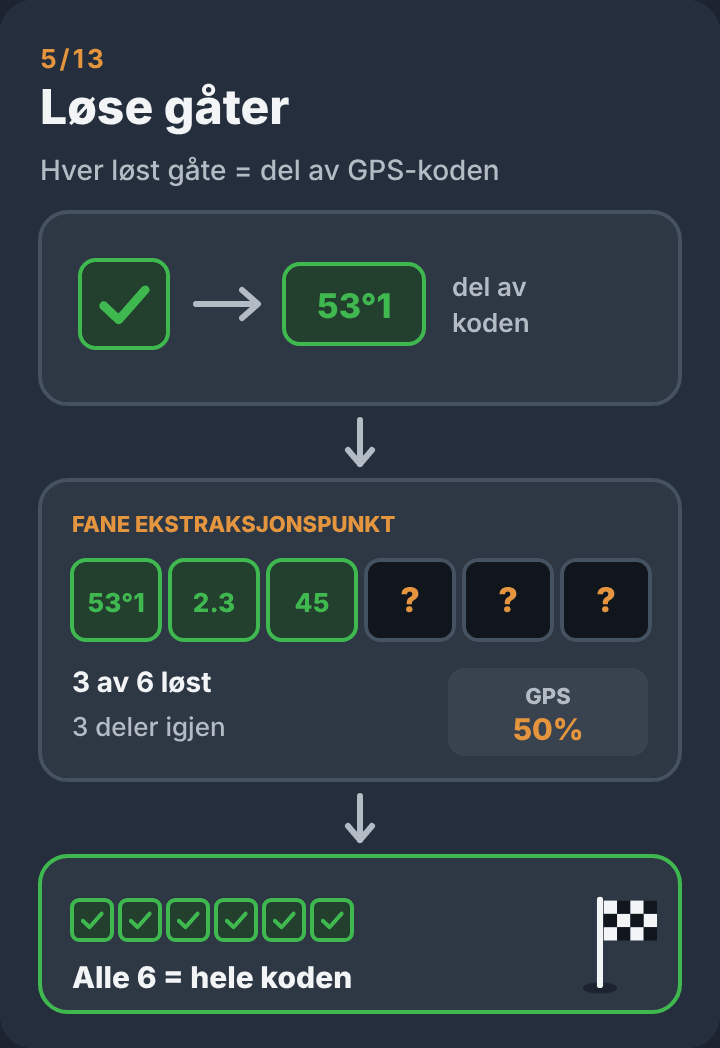 5/13
Løse gåter
Hver løst gåte = del av GPS-koden
53°1
del av
koden
FANE EKSTRAKSJONSPUNKT
53°1
2.3
45
?
?
?
3 av 6 løst
3 deler igjen
GPS
50%
Alle 6 = hele koden